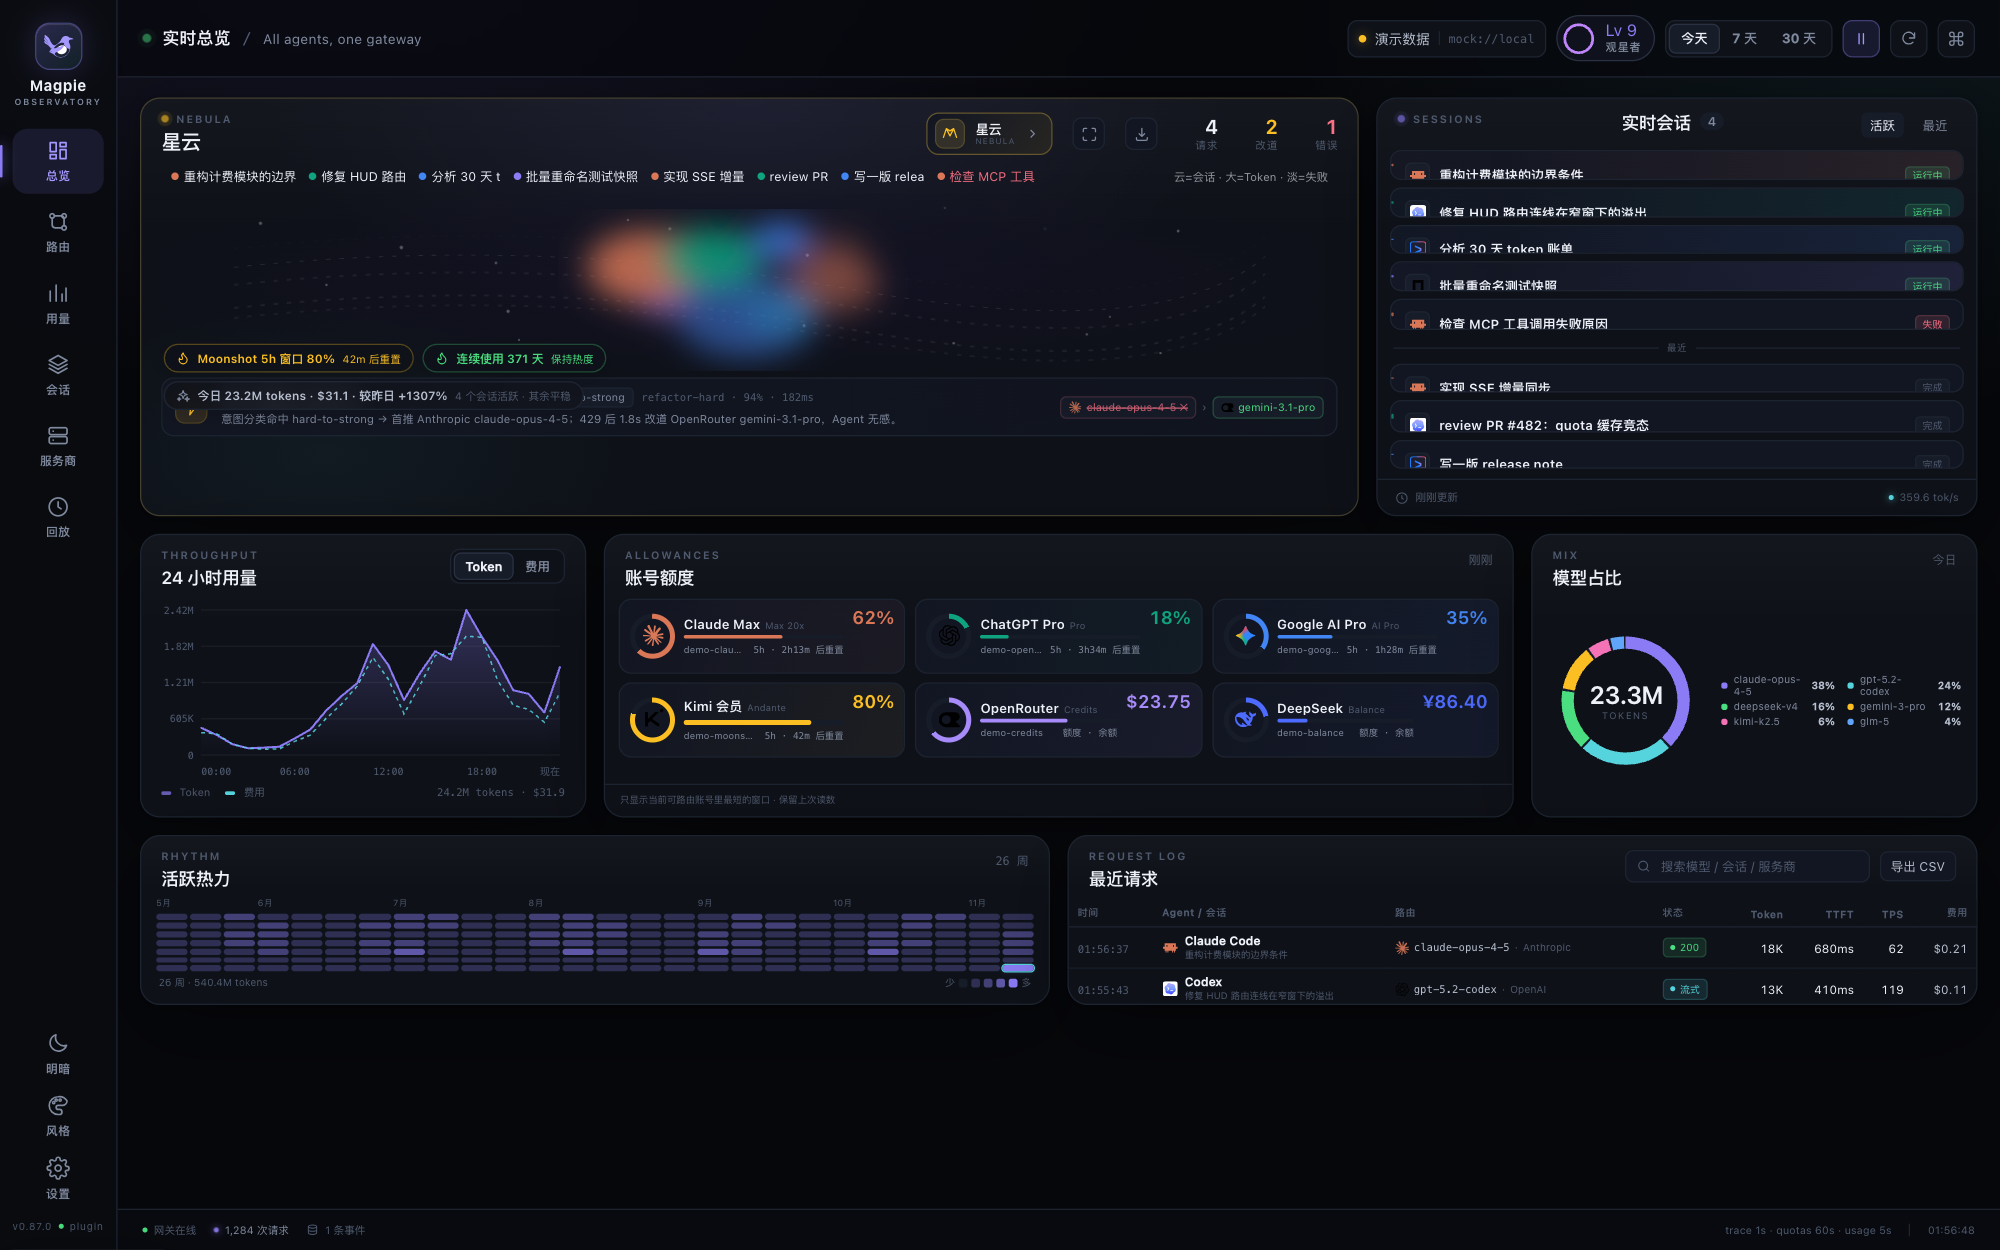 Magpie
OBSERVATORY
总览
路由
用量
会话
服务商
回放
明暗
风格
设置
v0.87.0 plugin
实时总览 / All agents, one gateway
演示数据 mock://local
Lv 9
观星者
今天 7 天 30 天
NEBULA
星云
星云
NEBULA
4 请求
2 改道
1 错误
重构计费模块的边界 修复 HUD 路由 分析 30 天 t 批量重命名测试快照 实现 SSE 增量 review PR 写一版 relea 检查 MCP 工具
云=会话 · 大=Token · 淡=失败
Moonshot 5h 窗口 80% 42m 后重置
连续使用 371 天 保持热度
今日 23.2M tokens · $31.1 · 较昨日 +1307% 4 个会话活跃 · 其余平稳
o-strong refactor-hard · 94% · 182ms
意图分类命中 hard-to-strong → 首推 Anthropic claude-opus-4-5；429 后 1.8s 改道 OpenRouter gemini-3.1-pro，Agent 无感。
claude-opus-4-5 ✕ › gemini-3.1-pro
SESSIONS
实时会话 4
活跃 最近
重构计费模块的边界条件 运行中
修复 HUD 路由连线在窄窗下的溢出 运行中
分析 30 天 token 账单 运行中
批量重命名测试快照 运行中
检查 MCP 工具调用失败原因 失败
最近
实现 SSE 增量同步 完成
review PR #482：quota 缓存竞态 完成
写一版 release note 完成
刚刚更新 359.6 tok/s
THROUGHPUT
24 小时用量
Token 费用
2.42M
1.82M
1.21M
605K
0
00:00 06:00 12:00 18:00 现在
Token 费用 24.2M tokens · $31.9
ALLOWANCES
账号额度
刚刚
Claude Max Max 20x 62%
demo-clau… 5h · 2h13m 后重置
ChatGPT Pro Pro 18%
demo-open… 5h · 3h34m 后重置
Google AI Pro AI Pro 35%
demo-goog… 5h · 1h28m 后重置
Kimi 会员 Andante 80%
demo-moons… 5h · 42m 后重置
OpenRouter Credits $23.75
demo-credits 额度 · 余额
DeepSeek Balance ¥86.40
demo-balance 额度 · 余额
只显示当前可路由账号里最短的窗口 · 保留上次读数
MIX
模型占比
今日
23.3M
TOKENS
claude-opus-4-5 38%
gpt-5.2-codex 24%
deepseek-v4 16%
gemini-3-pro 12%
kimi-k2.5 6%
glm-5 4%
RHYTHM
活跃热力
26 周
5月 6月 7月 8月 9月 10月 11月
26 周 · 540.4M tokens
少 多
REQUEST LOG
最近请求
搜索模型 / 会话 / 服务商
导出 CSV
时间 Agent / 会话 路由 状态 Token TTFT TPS 费用
01:56:37 Claude Code claude-opus-4-5 · Anthropic 200 18K 680ms 62 $0.21
重构计费模块的边界条件
01:55:43 Codex gpt-5.2-codex · OpenAI 流式 13K 410ms 119 $0.11
修复 HUD 路由连线在窄窗下的溢出
网关在线 1,284 次请求 1 条事件
trace 1s · quotas 60s · usage 5s 01:56:48